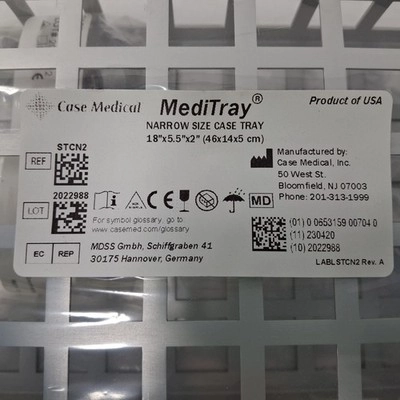 Case Medical
MediTray®
Product of USA
NARROW SIZE CASE TRAY
18"x5.5"x2" (46x14x5 cm)
REF
STCN2
Manufactured by:
Case Medical, Inc.
50 West St.
Bloomfield, NJ 07003
Phone: 201-313-1999
LOT
2022988
CE
MD
For symbol glossary, go to
www.casemed.com/glossary
(01) 0 0653159 00704 0
(11) 230420
(10) 2022988
EC REP
MDSS Gmbh, Schiffgraben 41
30175 Hannover, Germany
LABLSTCN2 Rev. A